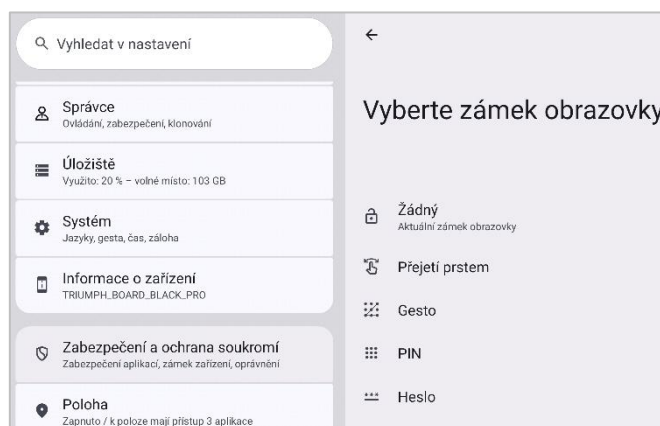 Vyhledat v nastavení
Správce
Ovládání, zabezpečení, klonování
Úložiště
Využito: 20 % – volné místo: 103 GB
Systém
Jazyky, gesta, čas, záloha
Informace o zařízení
TRIUMPH_BOARD_BLACK_PRO
Zabezpečení a ochrana soukromí
Zabezpečení aplikací, zámek zařízení, oprávnění
Poloha
Zapnuto / k poloze mají přístup 3 aplikace
Vyberte zámek obrazovky
Žádný
Aktuální zámek obrazovky
Přejetí prstem
Gesto
PIN
Heslo